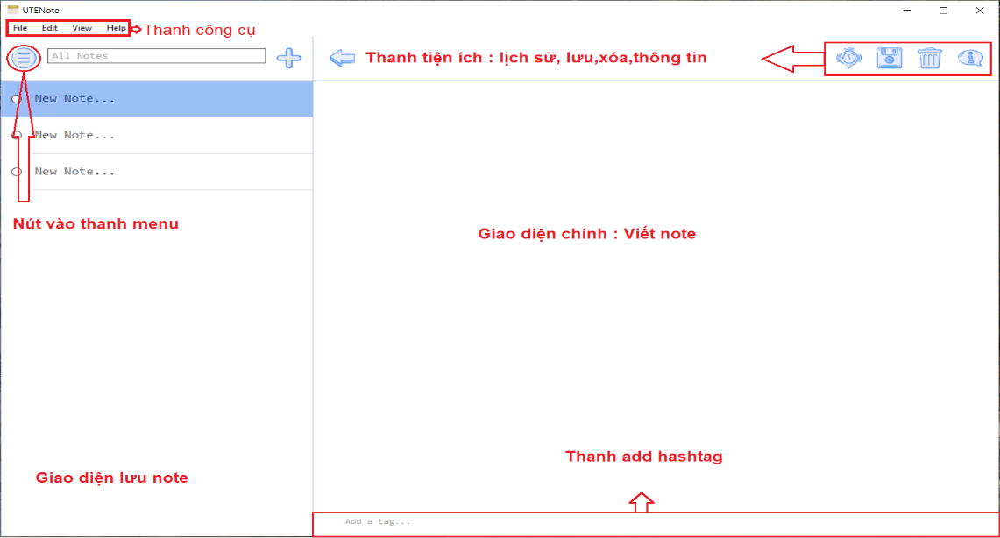 UTENote
File Edit View Help Thanh công cụ
All Notes
Thanh tiện ích : lịch sử, lưu,xóa,thông tin
New Note...
New Note...
New Note...
Nút vào thanh menu
Giao diện chính : Viết note
Thanh add hashtag
Giao diện lưu note
Add a tag...